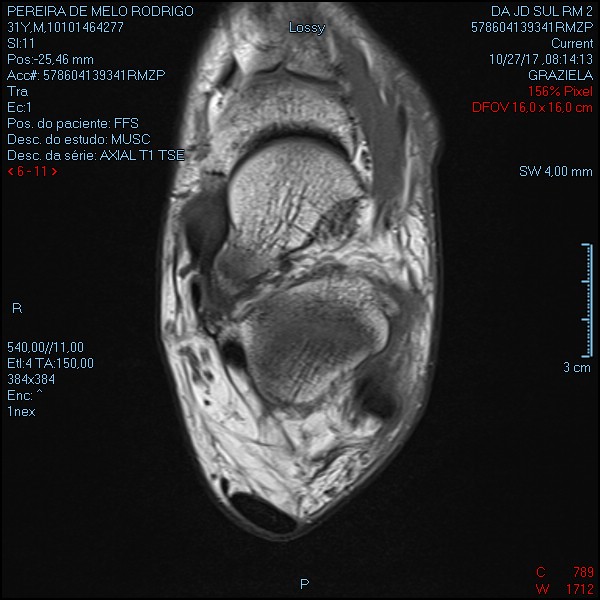 PEREIRA DE MELO RODRIGO
31Y,M,10101464277
Sl:11
Pos:-25,46 mm
Acc#: 578604139341RMZP
Tra
Ec:1
Pos. do paciente: FFS
Desc. do estudo: MUSC
Desc. da série: AXIAL T1 TSE
< 6 - 11 >
Lossy
DA JD SUL RM 2
578604139341RMZP
Current
10/27/17 ,08:14:13
GRAZIELA
156% Pixel
DFOV 16,0 x 16,0 cm
SW 4,00 mm
R
540,00//11,00
Etl:4 TA:150,00
384x384
Enc: ^
1nex
3 cm
P
C 789
W 1712